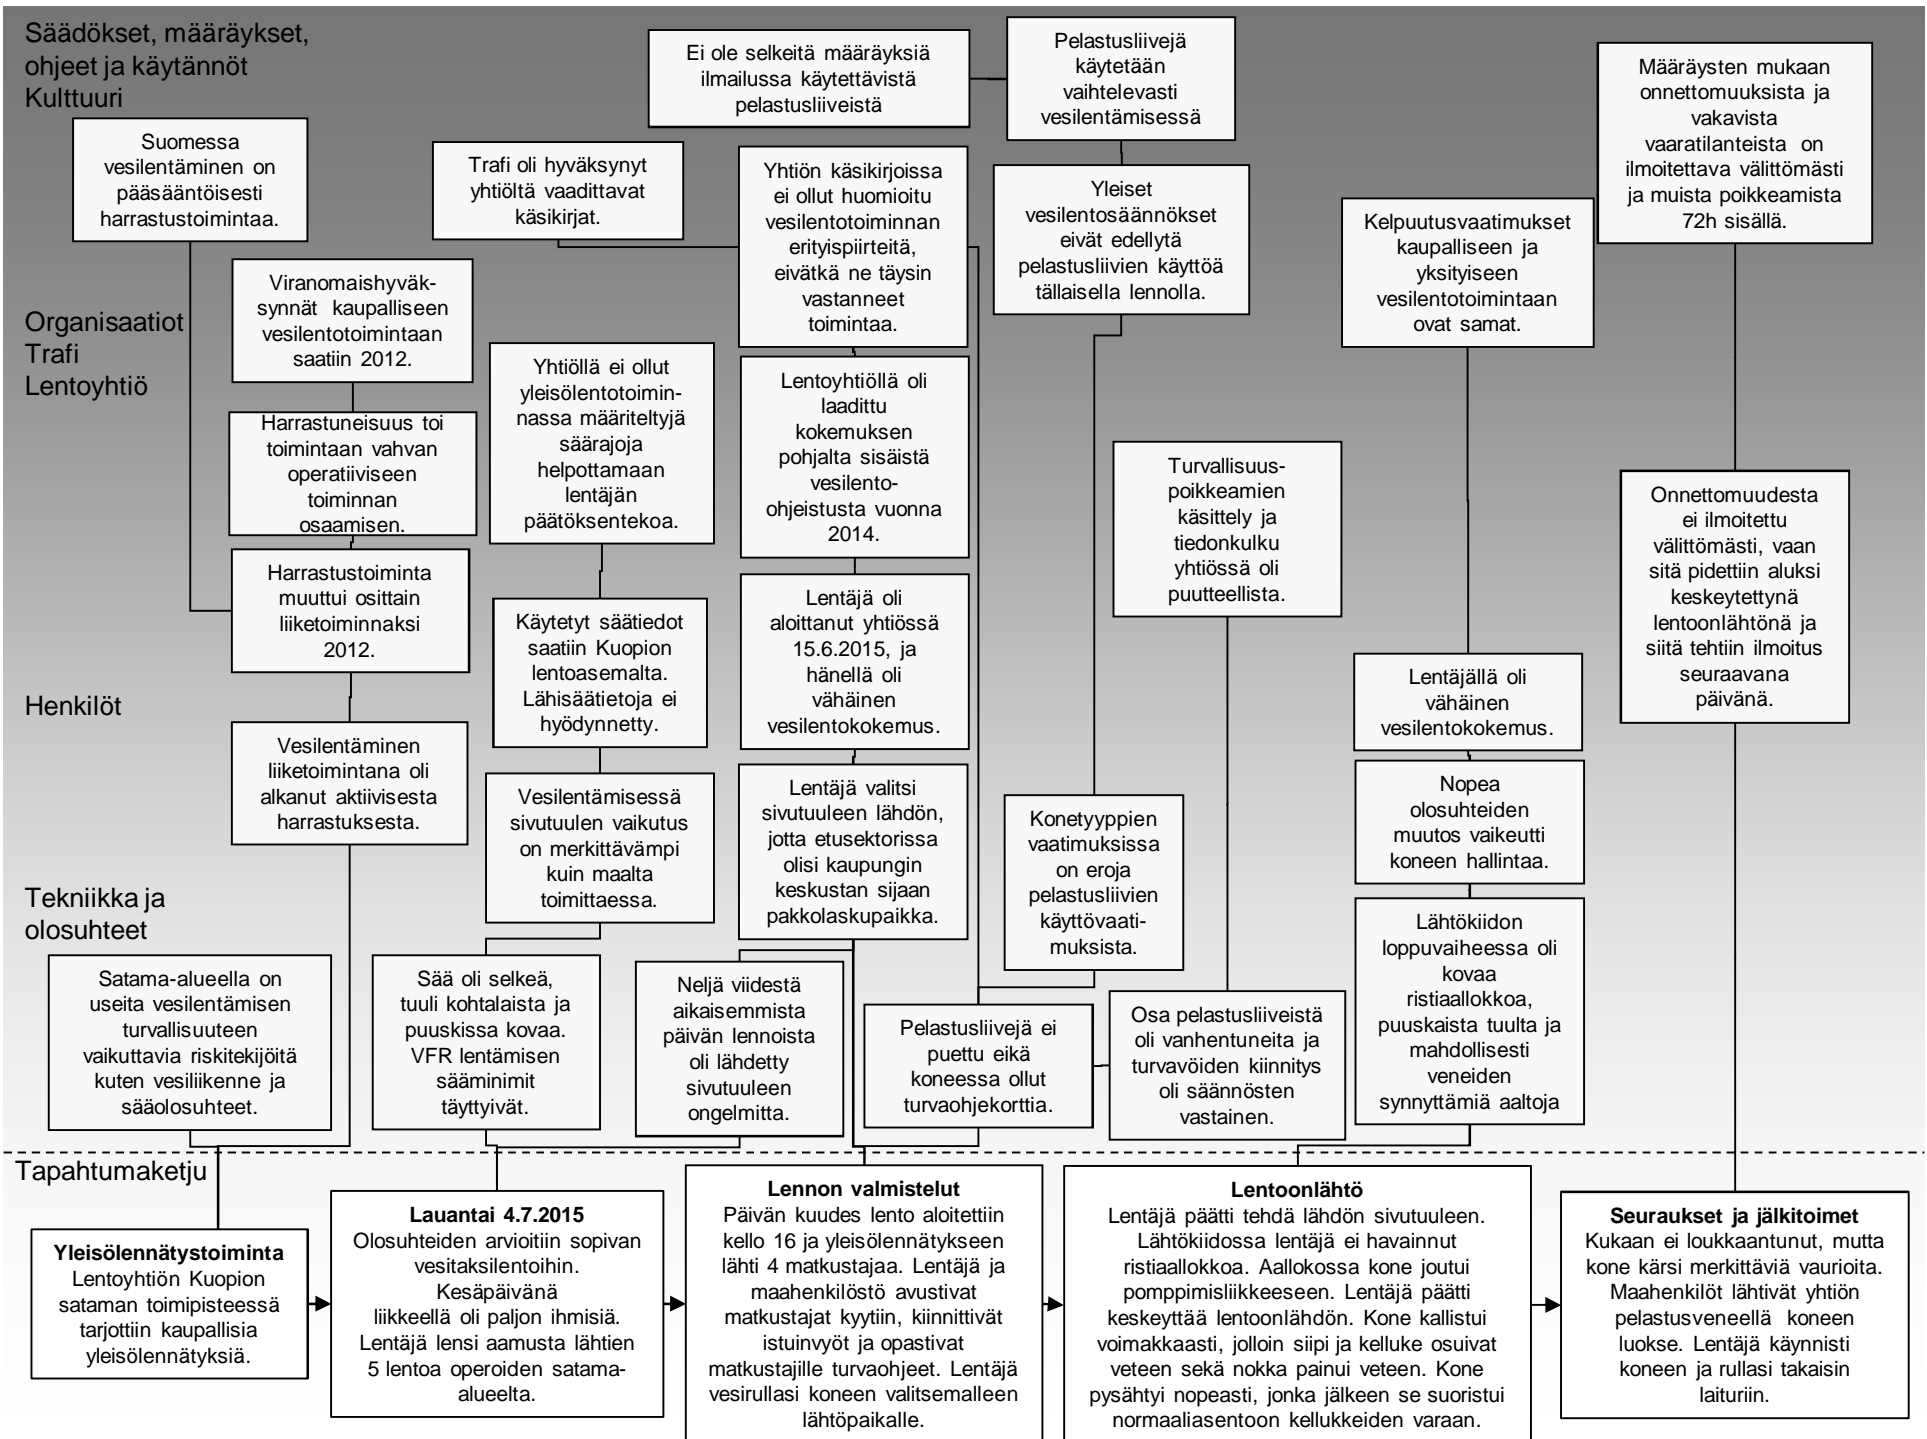 Säädökset, määräykset,
ohjeet ja käytännöt
Kulttuuri
Ei ole selkeitä määräyksiä
ilmailussa käytettävistä
pelastusliiveistä
Pelastusliivejä
käytetään
vaihtelevasti
vesilentämisessä
Määräysten mukaan
onnettomuuksista ja
vakavista
vaaratilanteista on
ilmoitettava välittömästi
ja muista poikkeamista
72h sisällä.
Suomessa
vesilentäminen on
pääsääntöisesti
harrastustoimintaa.
Trafi oli hyväksynyt
yhtiöltä vaadittavat
käsikirjat.
Yhtiön käsikirjoissa
ei ollut huomioitu
vesilentotoiminnan
erityispiirteitä,
eivätkä ne täysin
vastanneet
toimintaa.
Yleiset
vesilentosäännökset
eivät edellytä
pelastusliivien käyttöä
tällaisella lennolla.
Kelpuutusvaatimukset
kaupalliseen ja
yksityiseen
vesilentotoimintaan
ovat samat.
Organisaatiot
Trafi
Lentoyhtiö
Viranomaishyväk-
synnät kaupalliseen
vesilentotoimintaan
saatiin 2012.
Harrastuneisuus toi
toimintaan vahvan
operatiiviseen
toiminnan
osaamisen.
Harrastustoiminta
muuttui osittain
liiketoiminnaksi
2012.
Yhtiöllä ei ollut
yleisölentotoimin-
nassa määriteltyjä
säärajoja
helpottamaan
lentäjän
päätöksentekoa.
Lentoyhtiöllä oli
laadittu
kokemuksen
pohjalta sisäistä
vesilento-
ohjeistusta vuonna
2014.
Turvallisuus-
poikkeamien
käsittely ja
tiedonkulku
yhtiössä oli
puutteellista.
Onnettomuudesta
ei ilmoitettu
välittömästi, vaan
sitä pidettiin aluksi
keskeytettynä
lentoonlähtönä ja
siitä tehtiin ilmoitus
seuraavana
päivänä.
Henkilöt
Vesilentäminen
liiketoimintana oli
alkanut aktiivisesta
harrastuksesta.
Käytetyt säätiedot
saatiin Kuopion
lentoasemalta.
Lähisäätietoja ei
hyödynnetty.
Lentäjä oli
aloittanut yhtiössä
15.6.2015, ja
hänellä oli
vähäinen
vesilentokokemus.
Lentäjällä oli
vähäinen
vesilentokokemus.
Vesilentämisessä
sivutuulen vaikutus
on merkittävämpi
kuin maalta
toimittaessa.
Lentäjä valitsi
sivutuuleen lähdön,
jotta etusektorissa
olisi kaupungin
keskustan sijaan
pakkolaskupaikka.
Konetyyppien
vaatimuksissa
on eroja
pelastusliivien
käyttövaati-
muksista.
Nopea
olosuhteiden
muutos vaikeutti
koneen hallintaa.
Tekniikka ja
olosuhteet
Satama-alueella on
useita vesilentämisen
turvallisuuteen
vaikuttavia riskitekijöitä
kuten vesiliikenne ja
sääolosuhteet.
Sää oli selkeä,
tuuli kohtalaista ja
puuskissa kovaa.
VFR lentämisen
sääminimit
täyttyivät.
Neljä viidestä
aikaisemmista
päivän lennoista
oli lähdetty
sivutuuleen
ongelmitta.
Pelastusliivejä ei
puettu eikä
koneessa ollut
turvaohjekorttia.
Osa pelastusliiveistä
oli vanhentuneita ja
turvavöiden kiinnitys
oli säännösten
vastainen.
Lähtökiidon
loppuvaiheessa oli
kovaa
ristiaallokkoa,
puuskaista tuulta ja
mahdollisesti
veneiden
synnyttämiä aaltoja
Tapahtumaketju
Yleisölennätystoiminta
Lentoyhtiön Kuopion
sataman toimipisteessä
tarjottiin kaupallisia
yleisölennätyksiä.
Lauantai 4.7.2015
Olosuhteiden arvioitiin sopivan
vesitaksilentoihin.
Kesäpäivänä
liikkeellä oli paljon ihmisiä.
Lentäjä lensi aamusta lähtien
5 lentoa operoiden satama-
alueelta.
Lennon valmistelut
Päivän kuudes lento aloitettiin
kello 16 ja yleisölennätykseen
lähti 4 matkustajaa. Lentäjä ja
maahenkilöstö avustivat
matkustajat kyytiin, kiinnittivät
istuinvyöt ja opastivat
matkustajille turvaohjeet. Lentäjä
vesirullasi koneen valitsemalleen
lähtöpaikalle.
Lentoonlähtö
Lentäjä päätti tehdä lähdön sivutuuleen.
Lähtökiidossa lentäjä ei havainnut
ristiaallokkoa. Aallokossa kone joutui
pomppimisliikkeeseen. Lentäjä päätti
keskeyttää lentoonlähdön. Kone kallistui
voimakkaasti, jolloin siipi ja kelluke osuivat
veteen sekä nokka painui veteen. Kone
pysähtyi nopeasti, jonka jälkeen se suoristui
normaaliasentoon kellukkeiden varaan.
Seuraukset ja jälkitoimet
Kukaan ei loukkaantunut, mutta
kone kärsi merkittäviä vaurioita.
Maahenkilöt lähtivät yhtiön
pelastusveneellä koneen
luokse. Lentäjä käynnisti
koneen ja rullasi takaisin
laituriin.